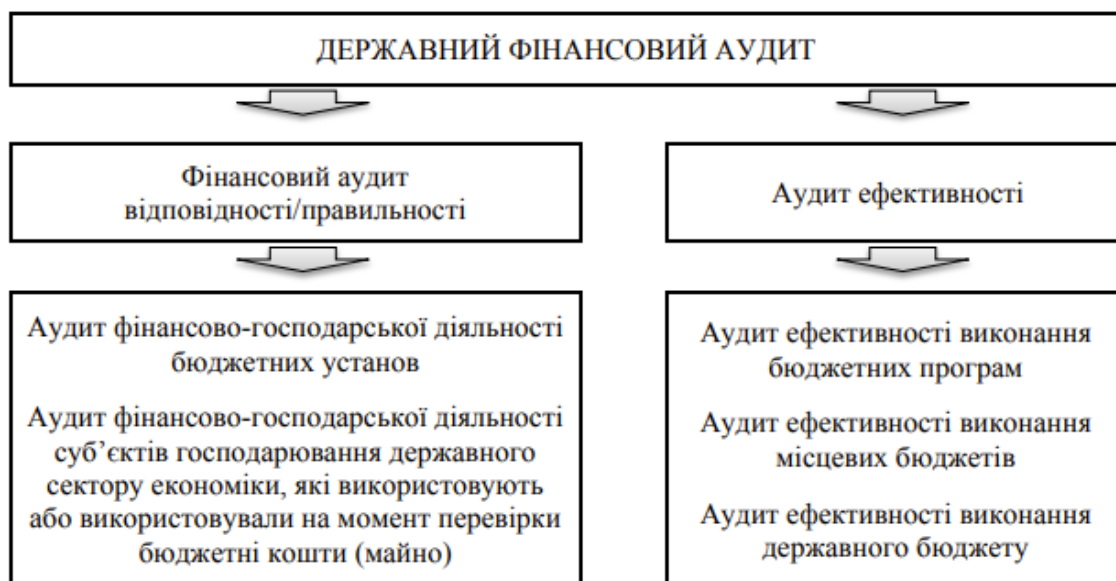 ДЕРЖАВНИЙ ФІНАНСОВИЙ АУДИТ
Фінансовий аудит
відповідності/правильності
Аудит ефективності
Аудит фінансово-господарської діяльності
бюджетних установ
Аудит фінансово-господарської діяльності
суб’єктів господарювання державного
сектору економіки, які використовують
або використовували на момент перевірки
бюджетні кошти (майно)
Аудит ефективності виконання
бюджетних програм
Аудит ефективності виконання
місцевих бюджетів
Аудит ефективності виконання
державного бюджету